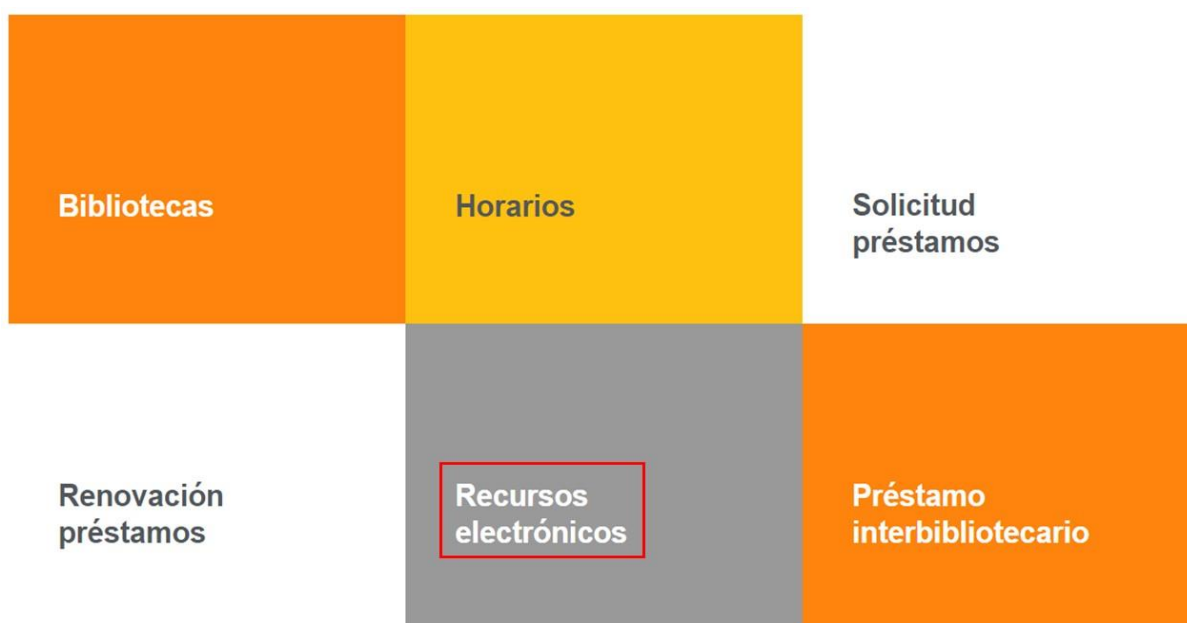 Bibliotecas
Horarios
Solicitud
préstamos
Renovación
préstamos
Recursos
electrónicos
Préstamo
interbibliotecario